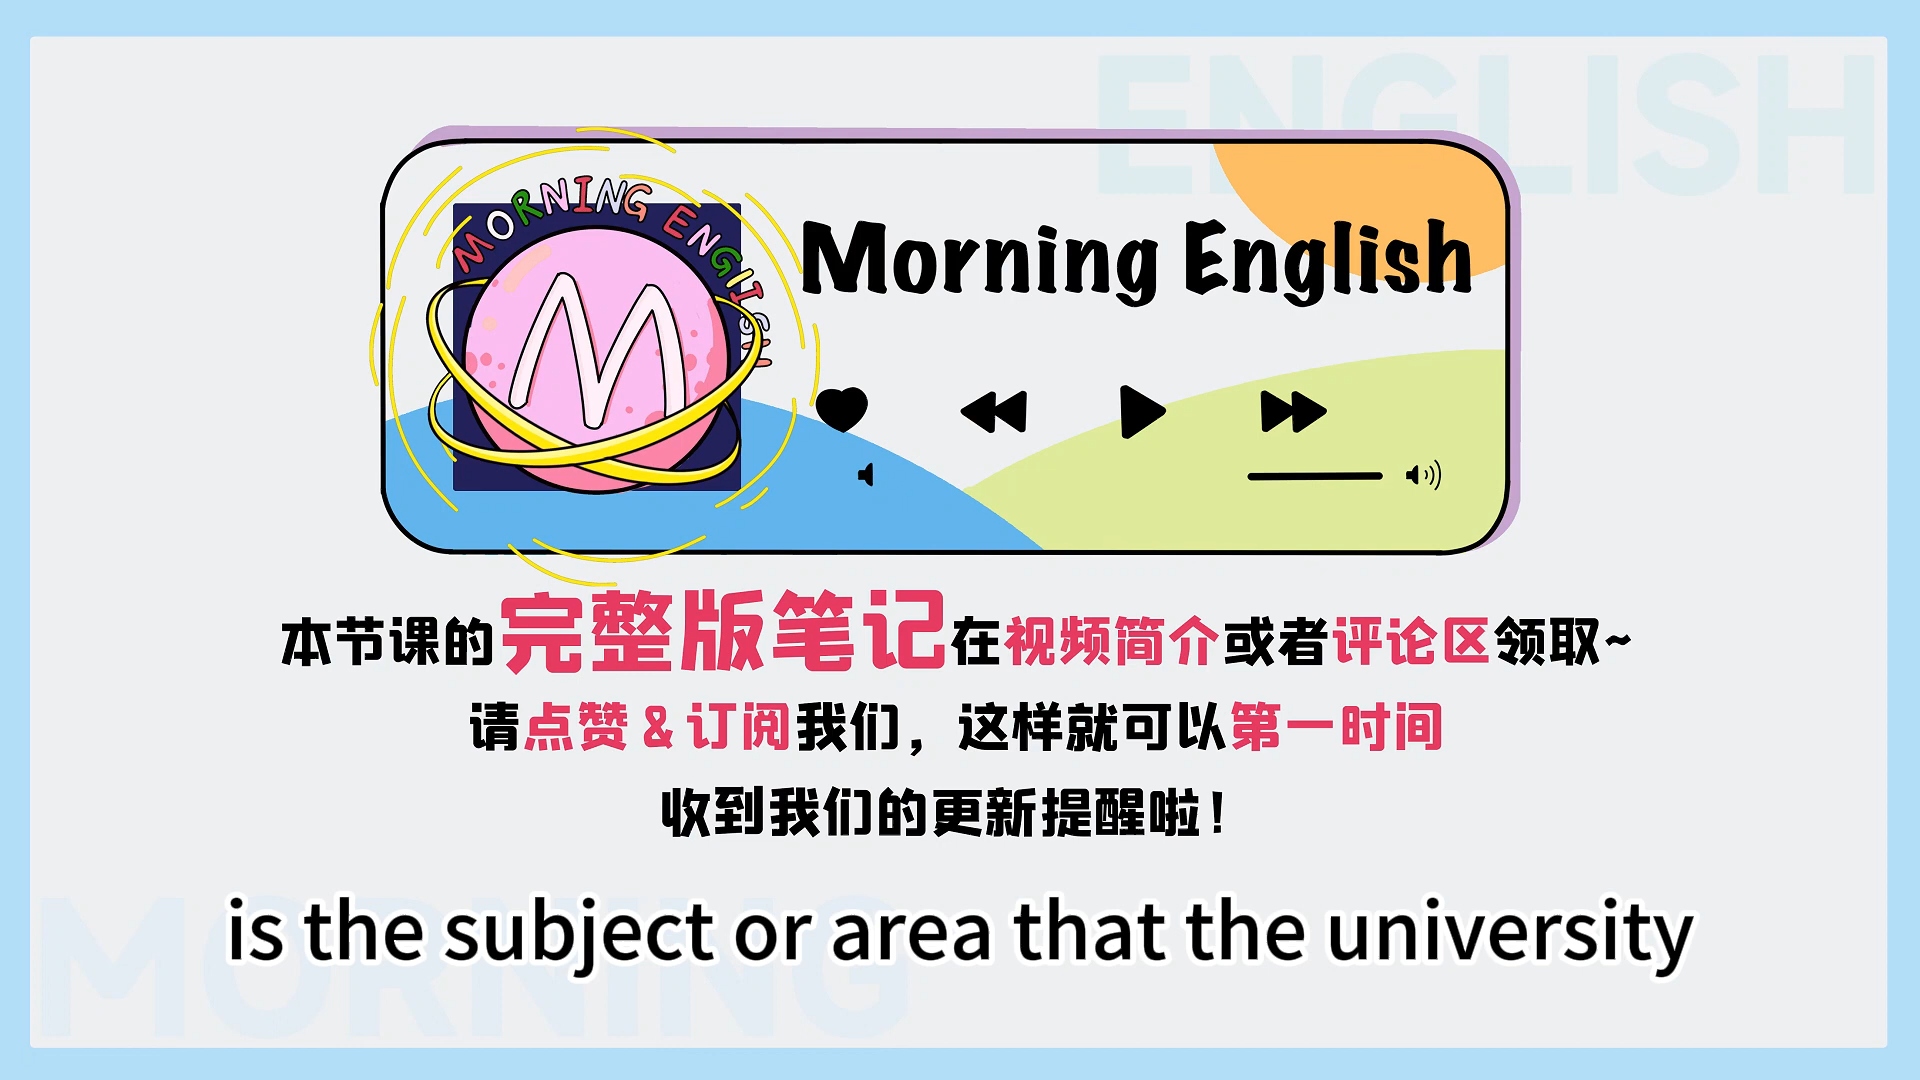 ENGLISH
MORNING ENGLISH
M
Morning English
本节课的完整版笔记在视频简介或者评论区领取~
请点赞&订阅我们，这样就可以第一时间
收到我们的更新提醒啦！
MORNING
is the subject or area that the university